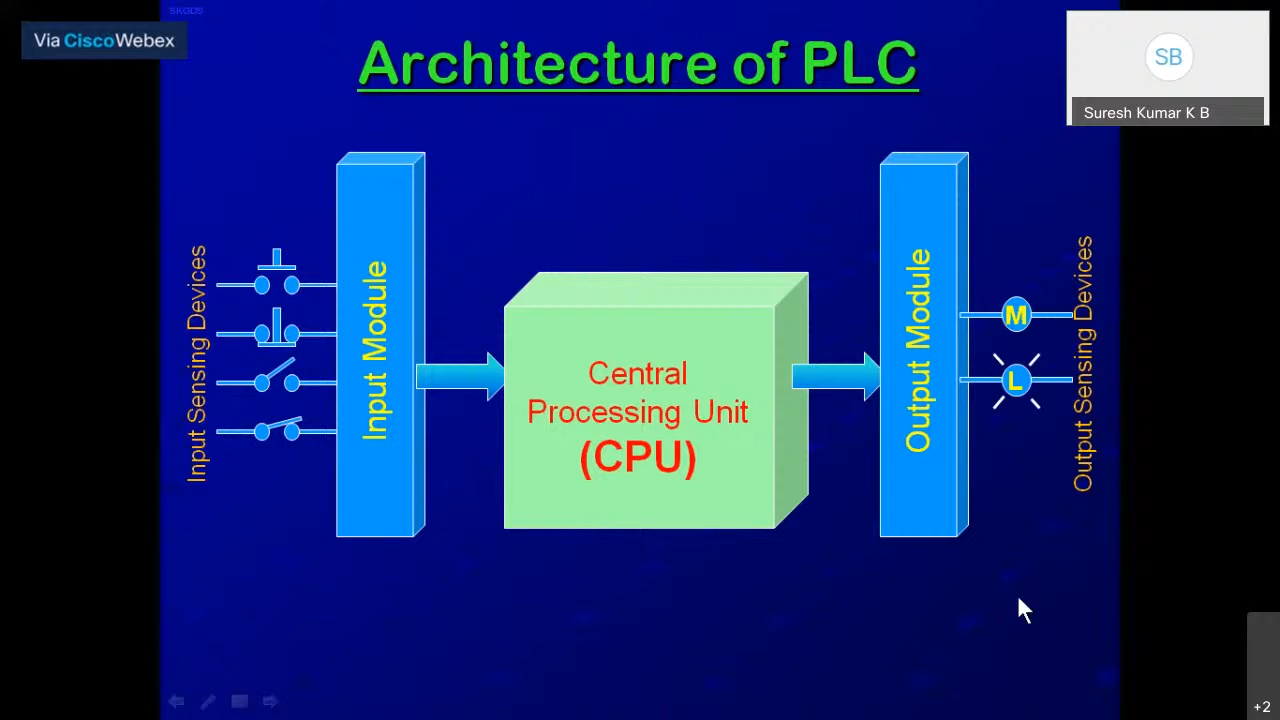 SKGDS
Via CiscoWebex
Architecture of PLC
SB
Suresh Kumar K B
Input Sensing Devices
Input Module
Central
Processing Unit
(CPU)
Output Module
M
L
Output Sensing Devices
+2